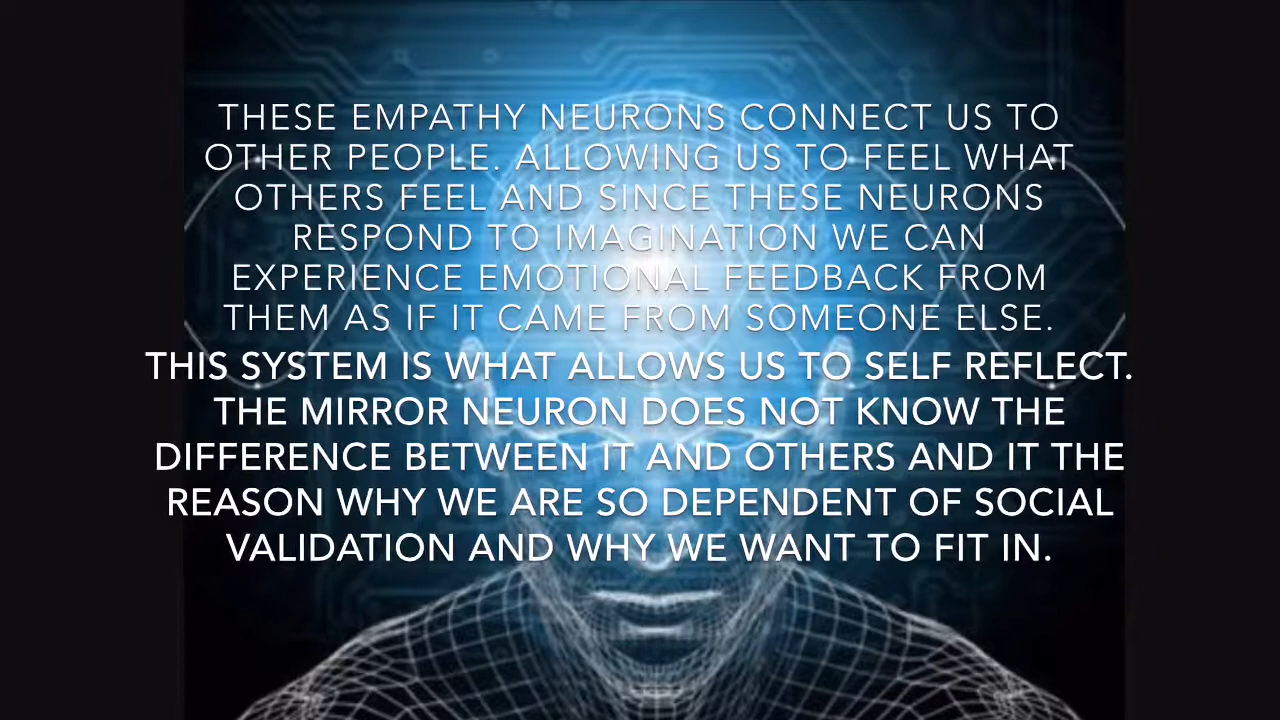 THESE EMPATHY NEURONS CONNECT US TO
OTHER PEOPLE. ALLOWING US TO FEEL WHAT
OTHERS FEEL AND SINCE THESE NEURONS
RESPOND TO IMAGINATION WE CAN
EXPERIENCE EMOTIONAL FEEDBACK FROM
THEM AS IF IT CAME FROM SOMEONE ELSE.
THIS SYSTEM IS WHAT ALLOWS US TO SELF REFLECT.
THE MIRROR NEURON DOES NOT KNOW THE
DIFFERENCE BETWEEN IT AND OTHERS AND IT THE
REASON WHY WE ARE SO DEPENDENT OF SOCIAL
VALIDATION AND WHY WE WANT TO FIT IN.